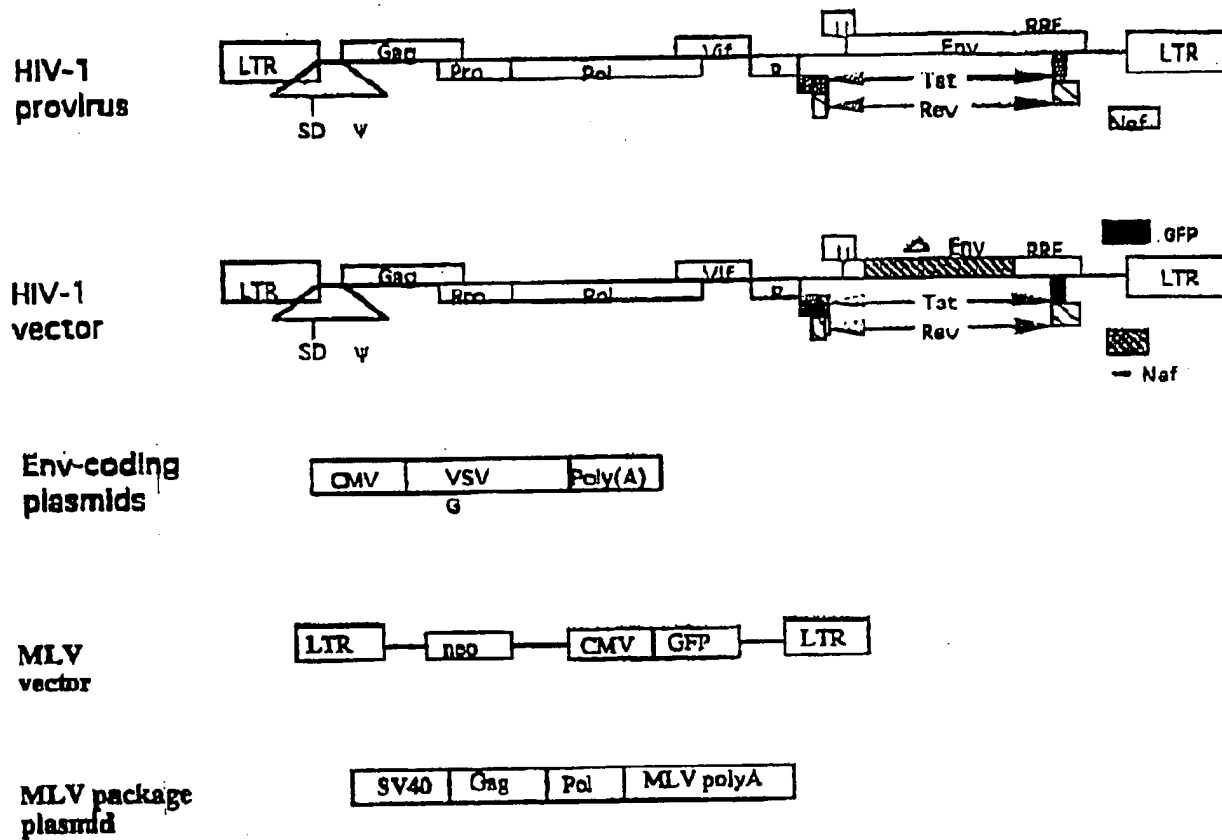 HIV-1
provirus
LTR
Gag
Pro
Pol
Vif
R
U
Env
RRE
LTR
Tat
Rev
SD ψ
Nef
HIV-1
vector
LTR
Gag
Pro
Pol
Vif
R
U
△ Env
RRE
GFP
LTR
Tat
Rev
SD ψ
– Nef
Env-coding
plasmids
CMV
VSV
G
Poly(A)
MLV
vector
LTR
neo
CMV
GFP
LTR
MLV package
plasmid
SV40
Gag
Pol
MLV polyA